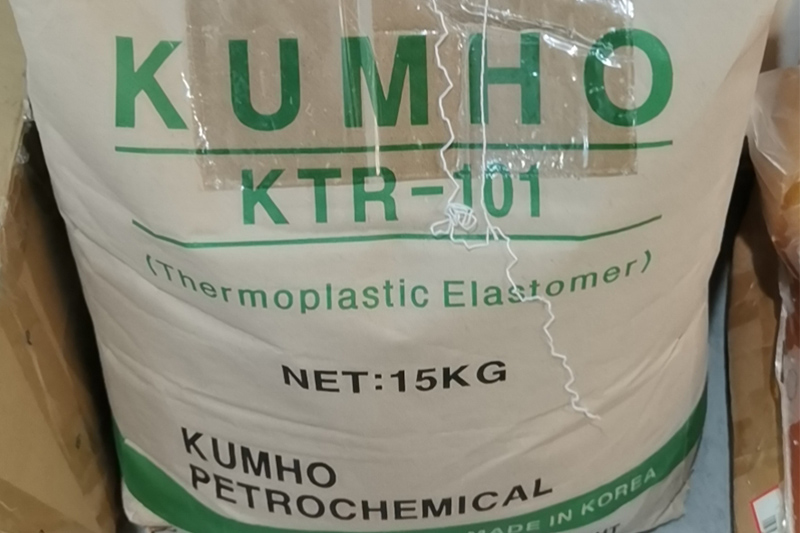 KUMHO
KTR-101
(Thermoplastic Elastomer)
NET:15KG
KUMHO
PETROCHEMICAL
MADE IN KOREA